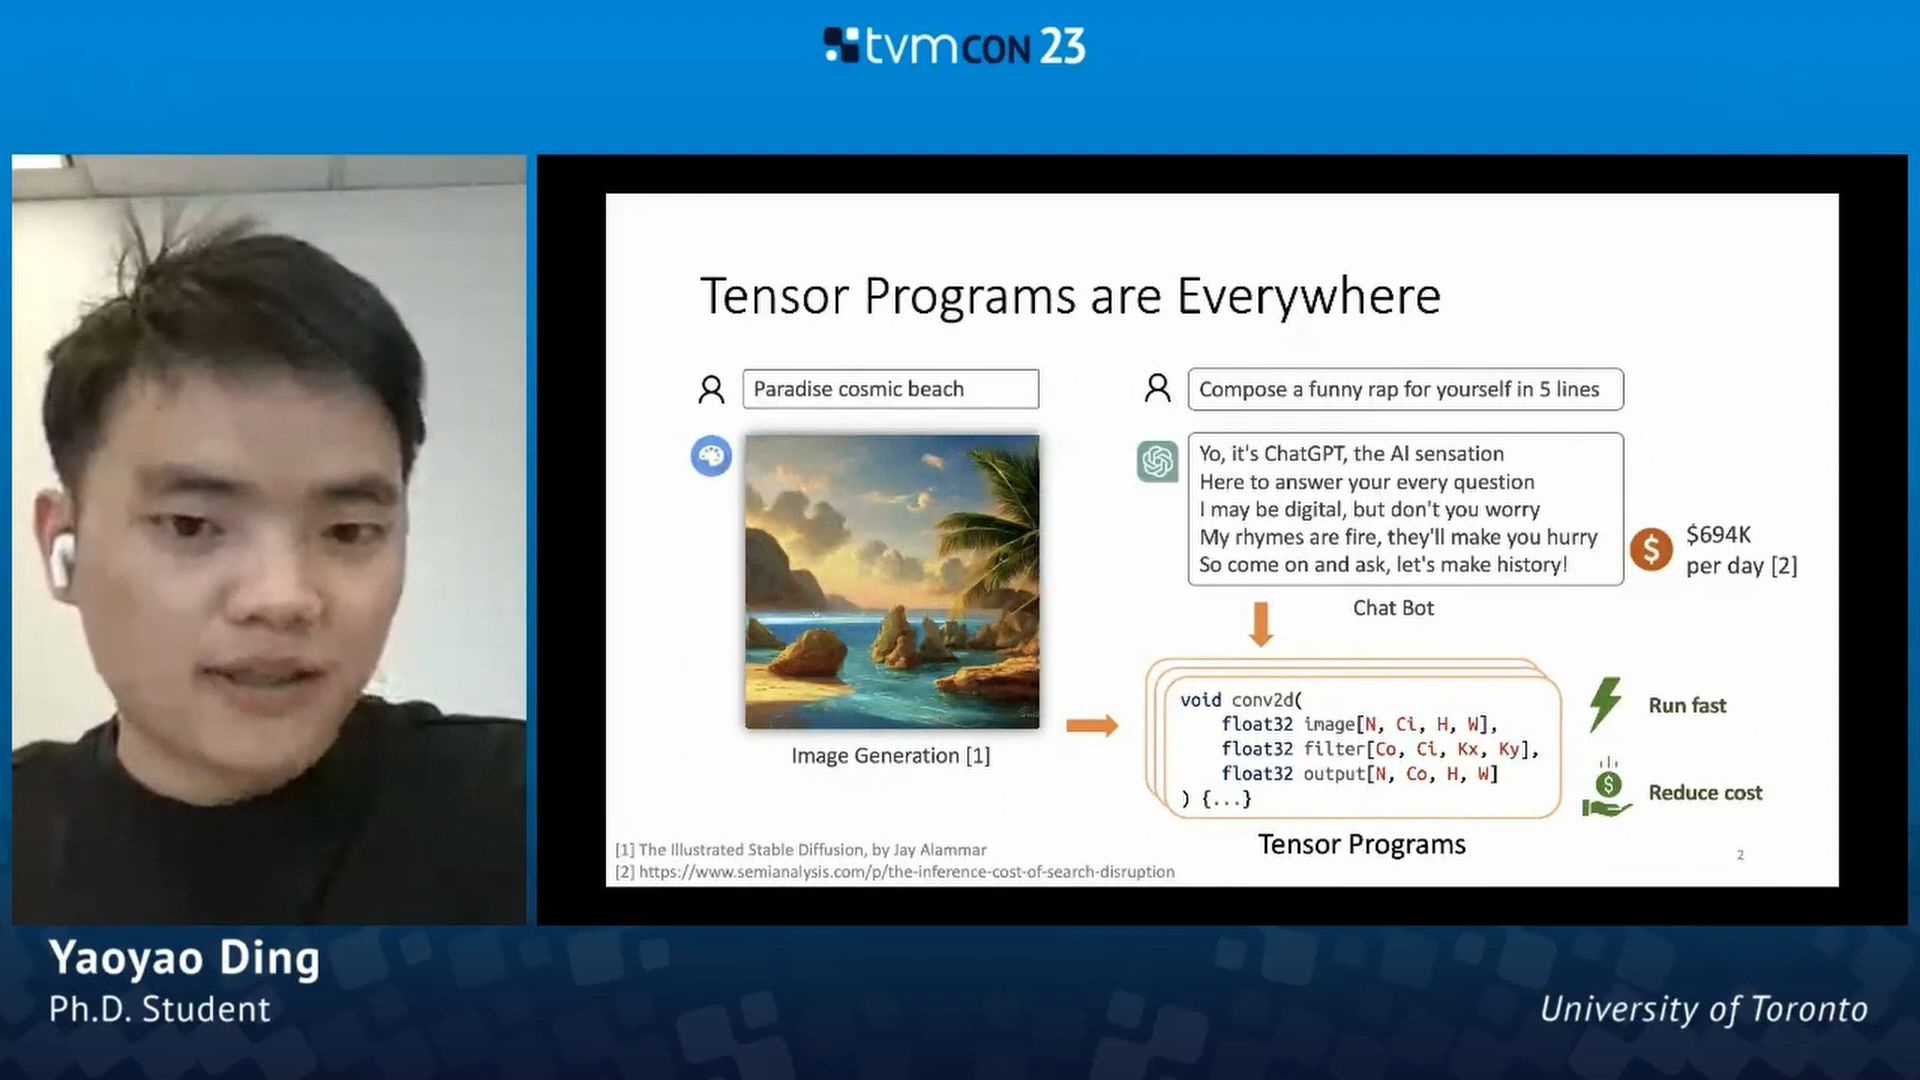 tvmCON 23
Tensor Programs are Everywhere
Paradise cosmic beach
Image Generation [1]
Compose a funny rap for yourself in 5 lines
Yo, it's ChatGPT, the AI sensation
Here to answer your every question
I may be digital, but don't you worry
My rhymes are fire, they'll make you hurry
So come on and ask, let's make history!
$694K
per day [2]
Chat Bot
void conv2d(
float32 image[N, Ci, H, W],
float32 filter[Co, Ci, Kx, Ky],
float32 output[N, Co, H, W]
) {...}
Tensor Programs
Run fast
Reduce cost
[1] The Illustrated Stable Diffusion, by Jay Alammar
[2] https://www.semianalysis.com/p/the-inference-cost-of-search-disruption
2
Yaoyao Ding
Ph.D. Student
University of Toronto